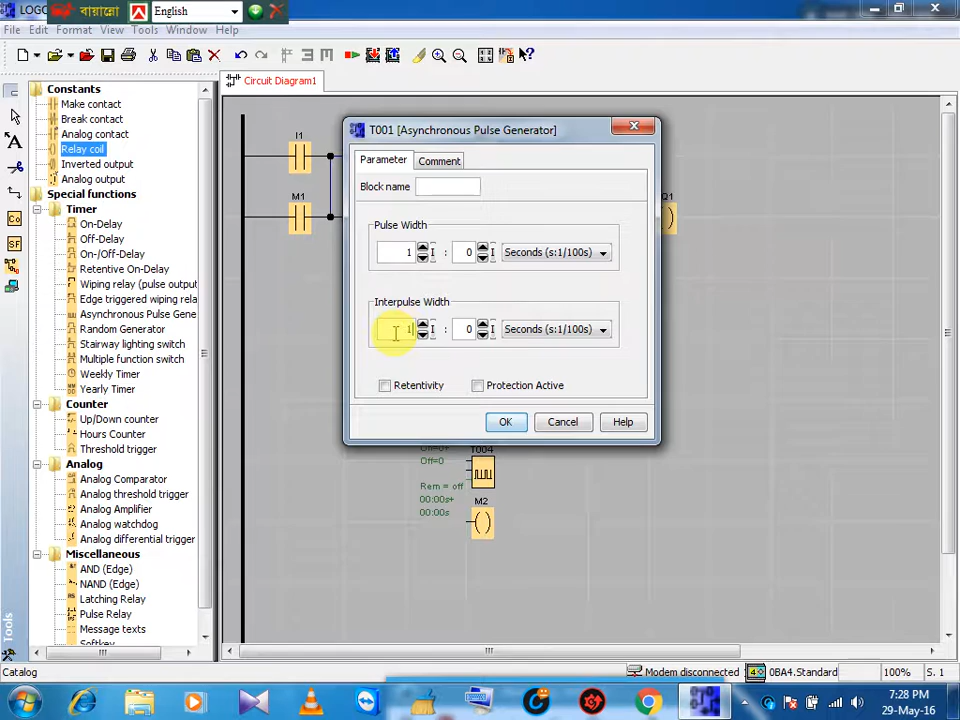 LOGO
বায়ান্নো
English
File Edit Format View Tools Window Help
Circuit Diagram1
Constants
Make contact
Break contact
Analog contact
Relay coil
Inverted output
Analog output
Special functions
Timer
On-Delay
Off-Delay
On-/Off-Delay
Retentive On-Delay
Wiping relay (pulse output
Edge triggered wiping rela
Asynchronous Pulse Gene
Random Generator
Stairway lighting switch
Multiple function switch
Weekly Timer
Yearly Timer
Counter
Up/Down counter
Hours Counter
Threshold trigger
Analog
Analog Comparator
Analog threshold trigger
Analog Amplifier
Analog watchdog
Analog differential trigger
Miscellaneous
AND (Edge)
NAND (Edge)
Latching Relay
Pulse Relay
Message texts
Softkey
Co
SF
Tools
I1
M1
Q1
T001 [Asynchronous Pulse Generator]
Parameter Comment
Block name
Pulse Width
1 : 0 Seconds (s:1/100s)
Interpulse Width
1 : 0 Seconds (s:1/100s)
Retentivity Protection Active
OK Cancel Help
On=0+
Off=0
T004
Rem = off
00:00s+
00:00s
M2
Catalog
Modem disconnected 0BA4.Standard 100% S. 1
7:28 PM
29-May-16